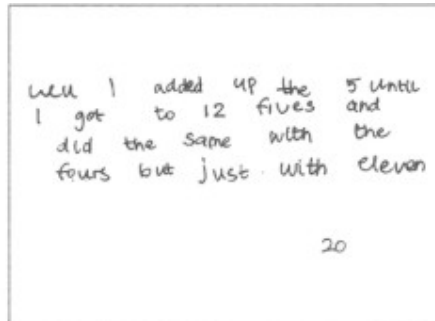 well I added up the 5 until
I got to 12 fives and
did the same with the
fours but just with eleven
20